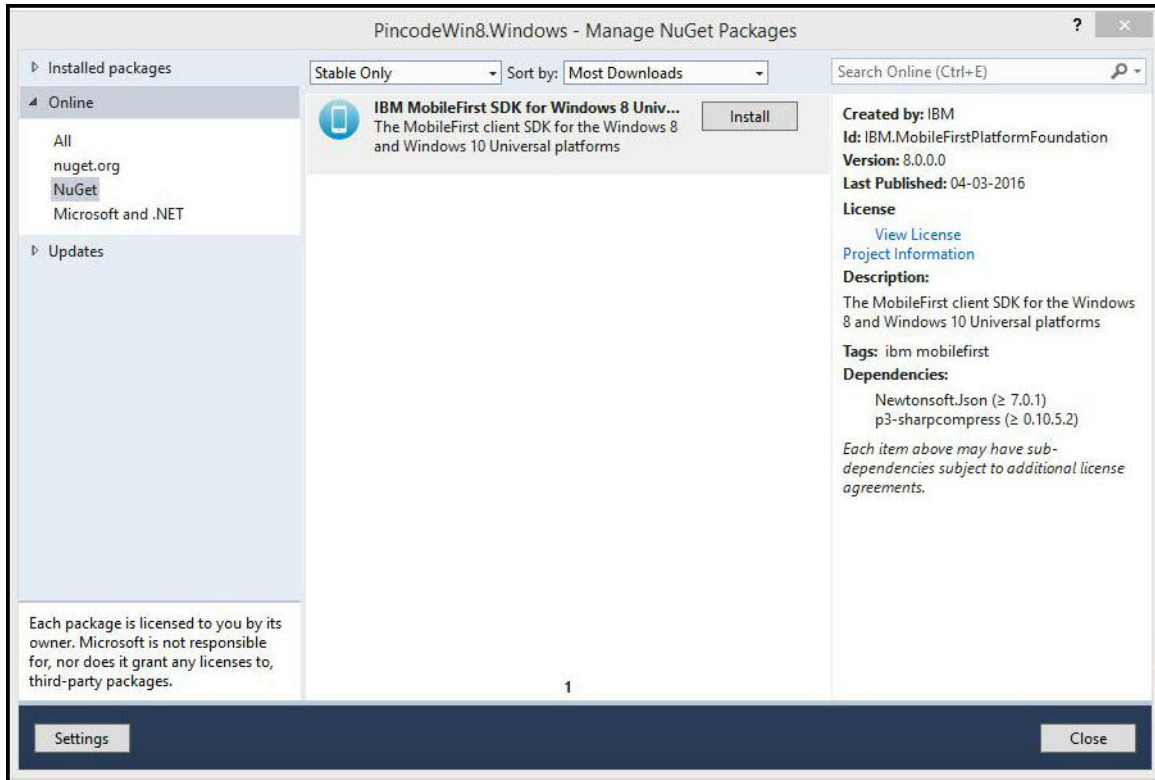 PincodeWin8.Windows - Manage NuGet Packages
?
Installed packages
Online
All
nuget.org
NuGet
Microsoft and .NET
Updates
Each package is licensed to you by its
owner. Microsoft is not responsible
for, nor does it grant any licenses to,
third-party packages.
Stable Only
Sort by: Most Downloads
IBM MobileFirst SDK for Windows 8 Univ...
The MobileFirst client SDK for the Windows 8
and Windows 10 Universal platforms
Install
1
Search Online (Ctrl+E)
Created by: IBM
Id: IBM.MobileFirstPlatformFoundation
Version: 8.0.0.0
Last Published: 04-03-2016
License
View License
Project Information
Description:
The MobileFirst client SDK for the Windows
8 and Windows 10 Universal platforms
Tags: ibm mobilefirst
Dependencies:
Newtonsoft.Json (≥ 7.0.1)
p3-sharpcompress (≥ 0.10.5.2)
Each item above may have sub-
dependencies subject to additional license
agreements.
Settings
Close